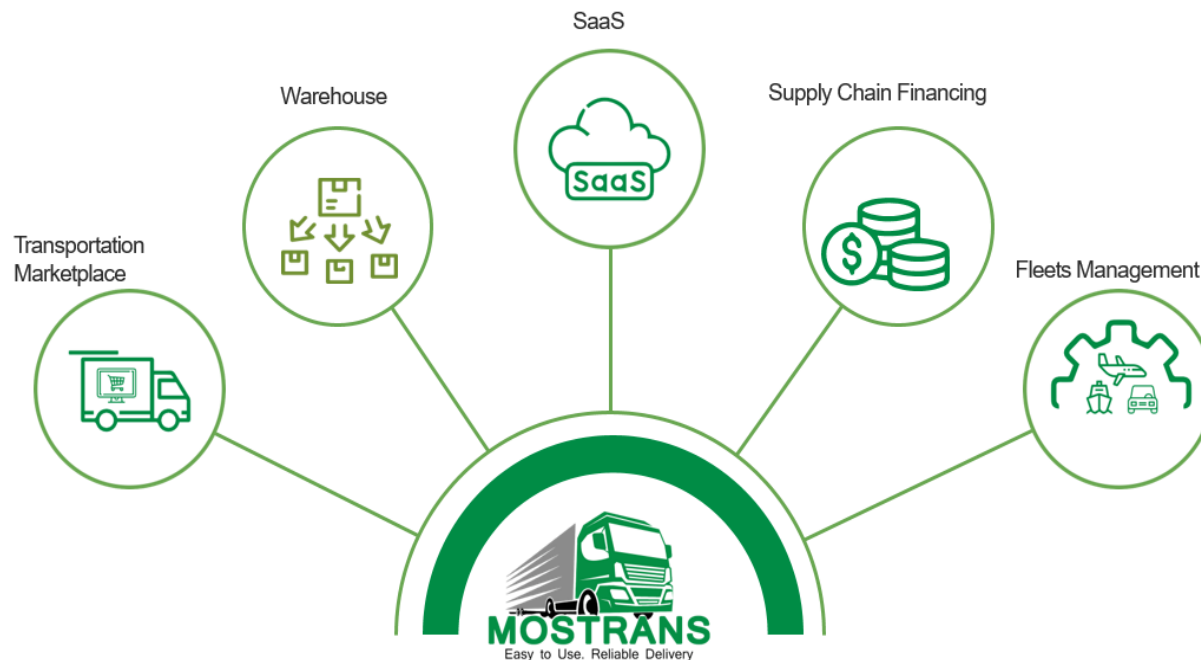 SaaS
Warehouse
Supply Chain Financing
Transportation
Marketplace
Fleets Management
SaaS
$
MOSTRANS
Easy to Use. Reliable Delivery